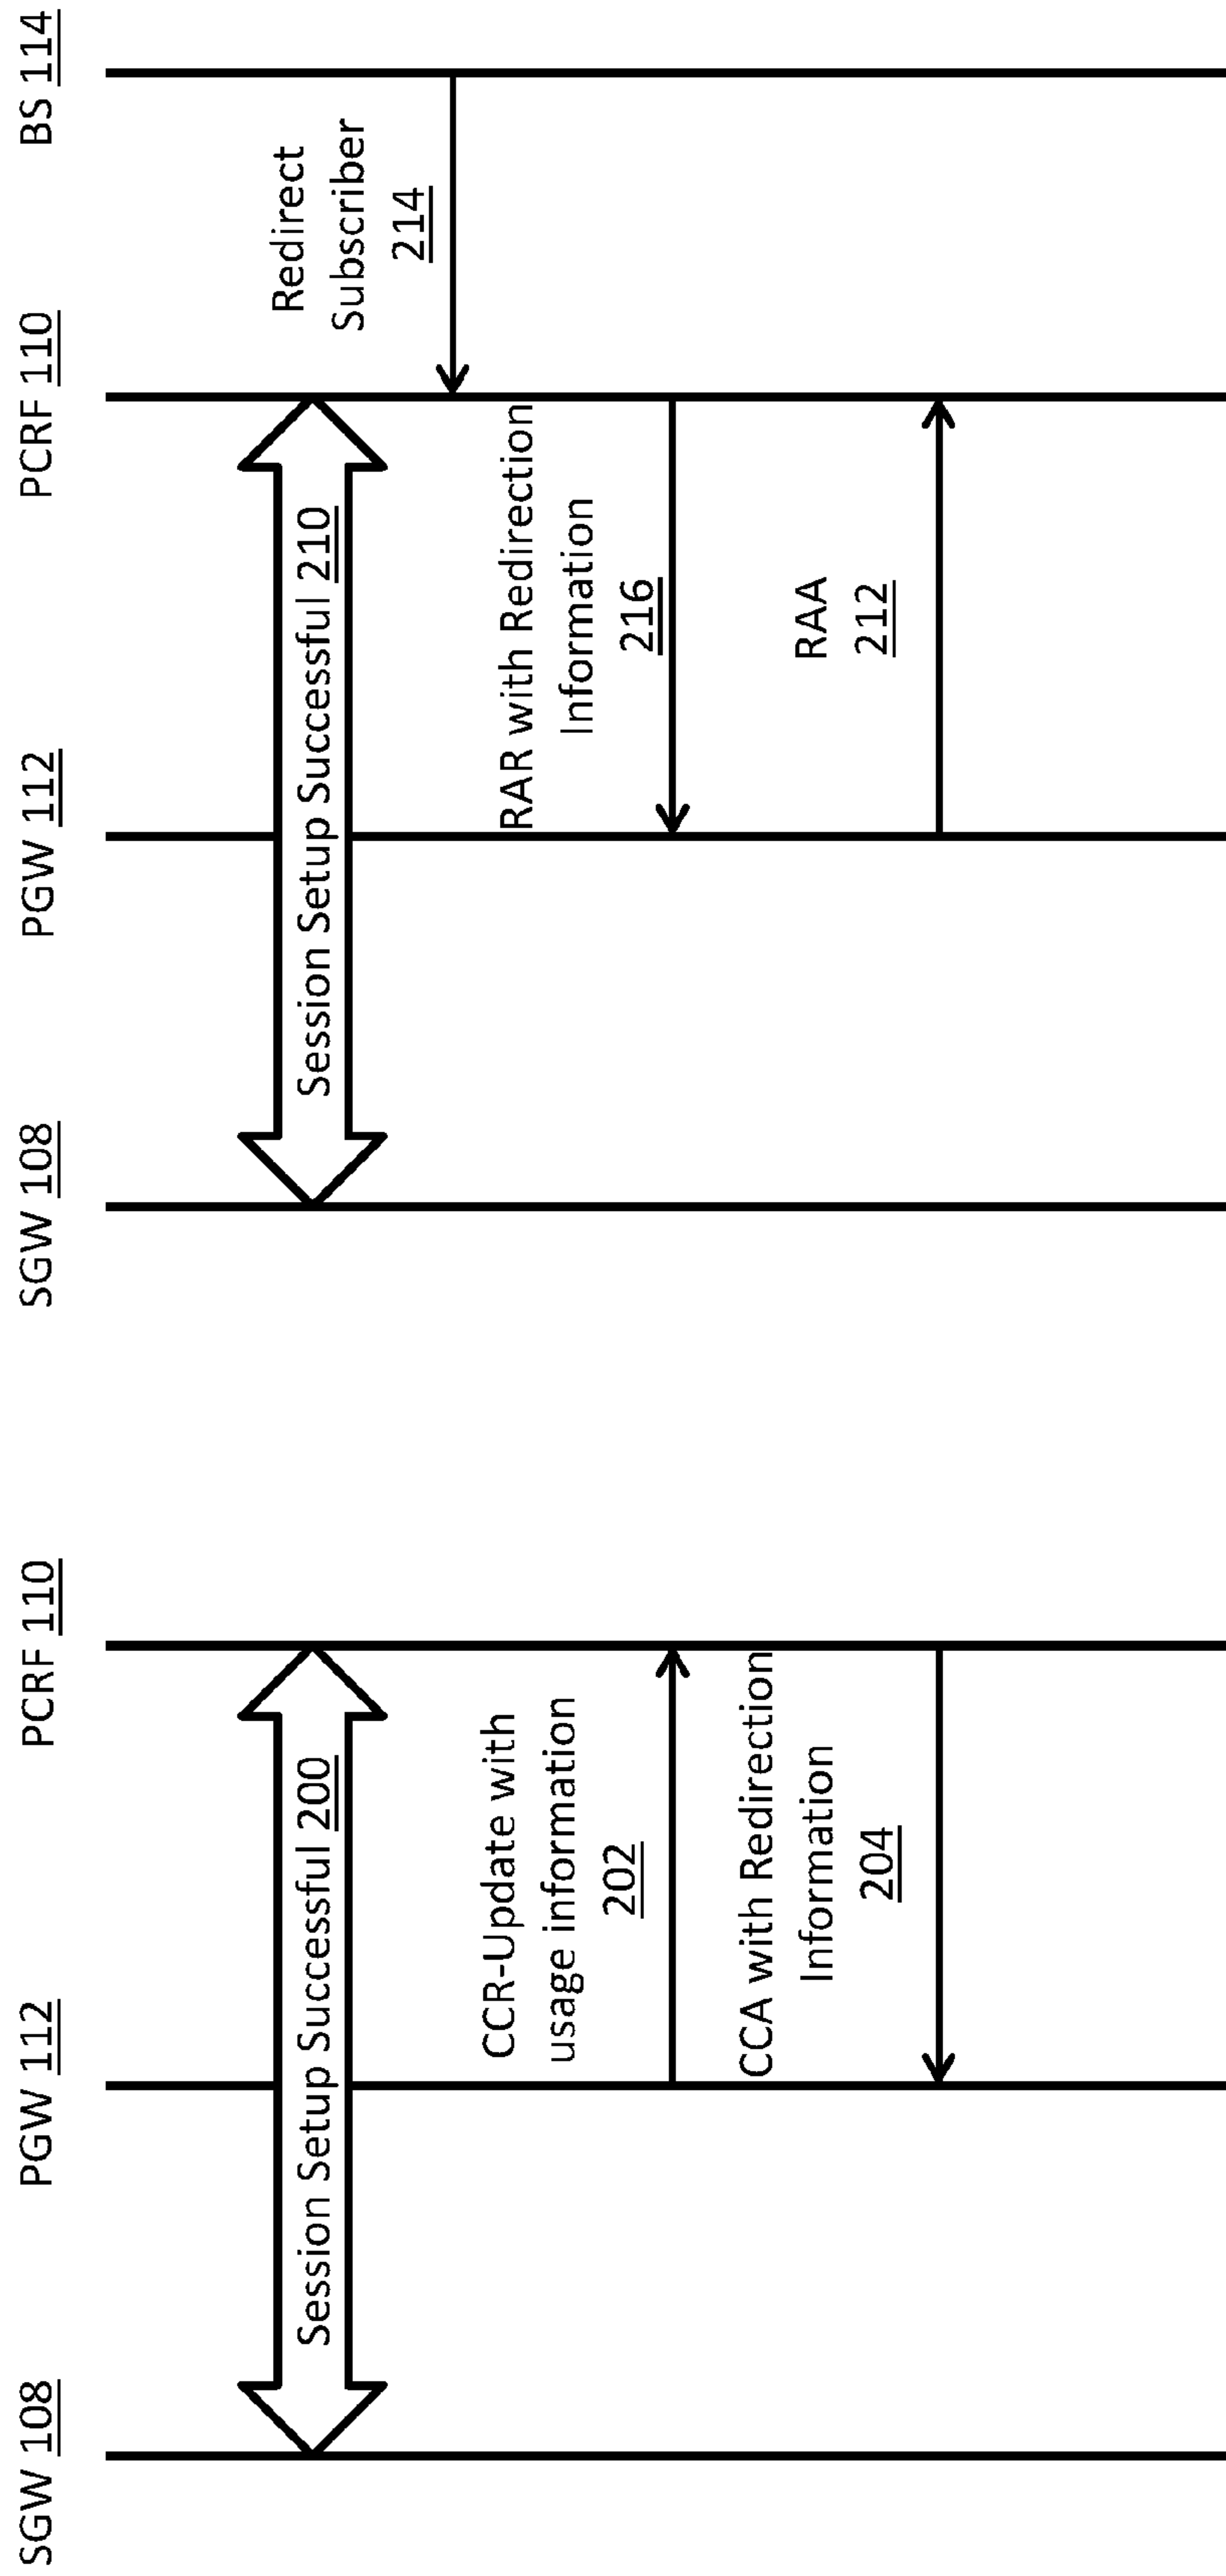 SGW 108
PGW 112
PCRF 110
Session Setup Successful 200
CCR-Update with
usage information
202
CCA with Redirection
Information
204
SGW 108
PGW 112
PCRF 110
BS 114
Session Setup Successful 210
Redirect
Subscriber
214
RAR with Redirection
Information
216
RAA
212